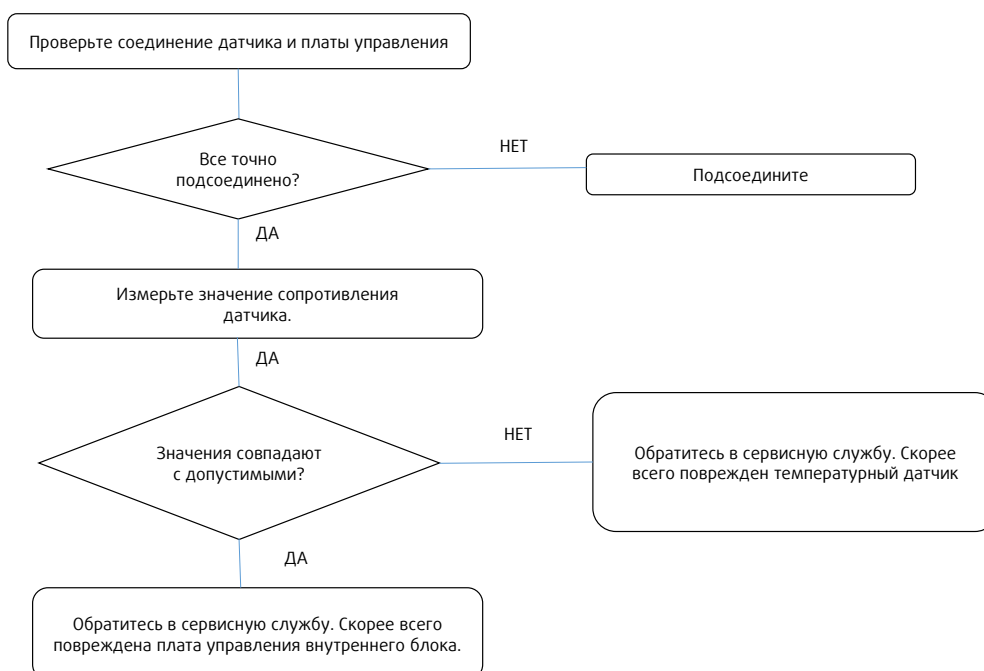 Проверьте соединение датчика и платы управления
Все точно
подсоединено?
НЕТ
Подсоедините
ДА
Измерьте значение сопротивления
датчика.
ДА
Значения совпадают
с допустимыми?
НЕТ
Обратитесь в сервисную службу. Скорее
всего поврежден температурный датчик
ДА
Обратитесь в сервисную службу. Скорее всего
повреждена плата управления внутреннего блока.